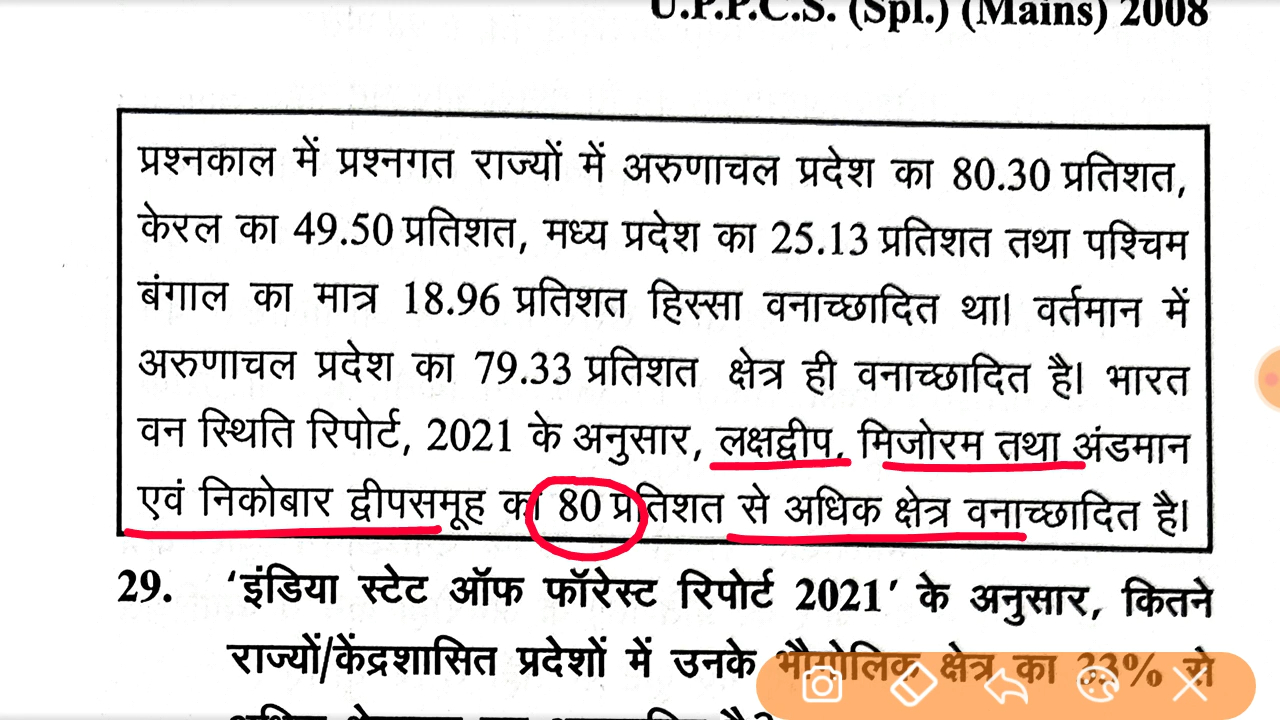 U.P.P.C.S. (Spl.) (Mains) 2008
प्रश्नकाल में प्रश्नगत राज्यों में अरुणाचल प्रदेश का 80.30 प्रतिशत,
केरल का 49.50 प्रतिशत, मध्य प्रदेश का 25.13 प्रतिशत तथा पश्चिम
बंगाल का मात्र 18.96 प्रतिशत हिस्सा वनाच्छादित था। वर्तमान में
अरुणाचल प्रदेश का 79.33 प्रतिशत क्षेत्र ही वनाच्छादित है। भारत
वन स्थिति रिपोर्ट, 2021 के अनुसार, लक्षद्वीप, मिजोरम तथा अंडमान
एवं निकोबार द्वीपसमूह का 80 प्रतिशत से अधिक क्षेत्र वनाच्छादित है।
29. 'इंडिया स्टेट ऑफ फॉरेस्ट रिपोर्ट 2021' के अनुसार, कितने
राज्यों/केंद्रशासित प्रदेशों में उनके भौगोलिक क्षेत्र का 33% से